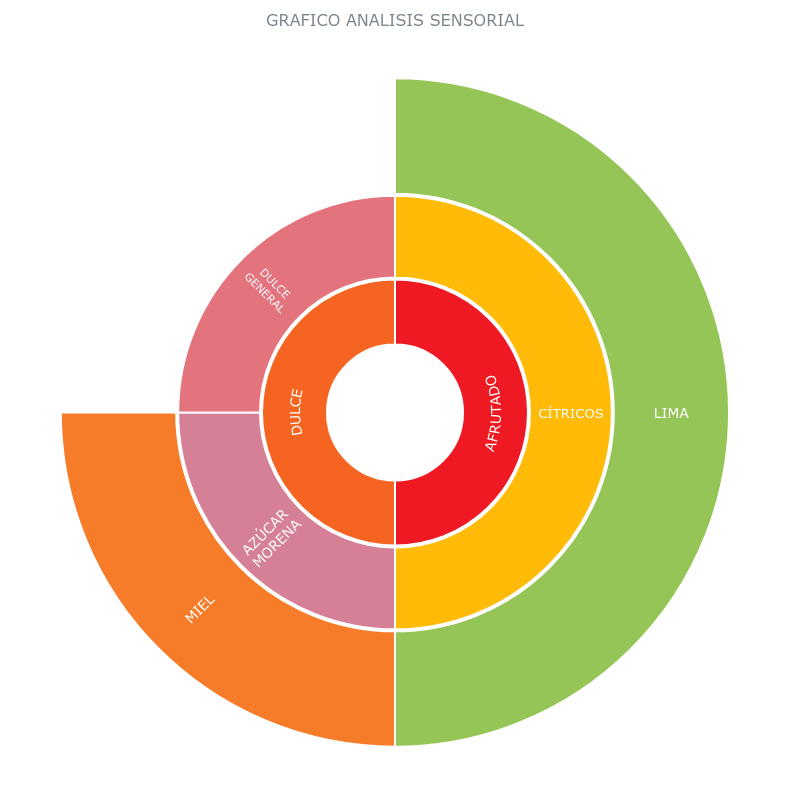 GRAFICO ANALISIS SENSORIAL
DULCE
GENERAL
DULCE
AFRUTADO
CÍTRICOS
LIMA
AZÚCAR
MORENA
MIEL